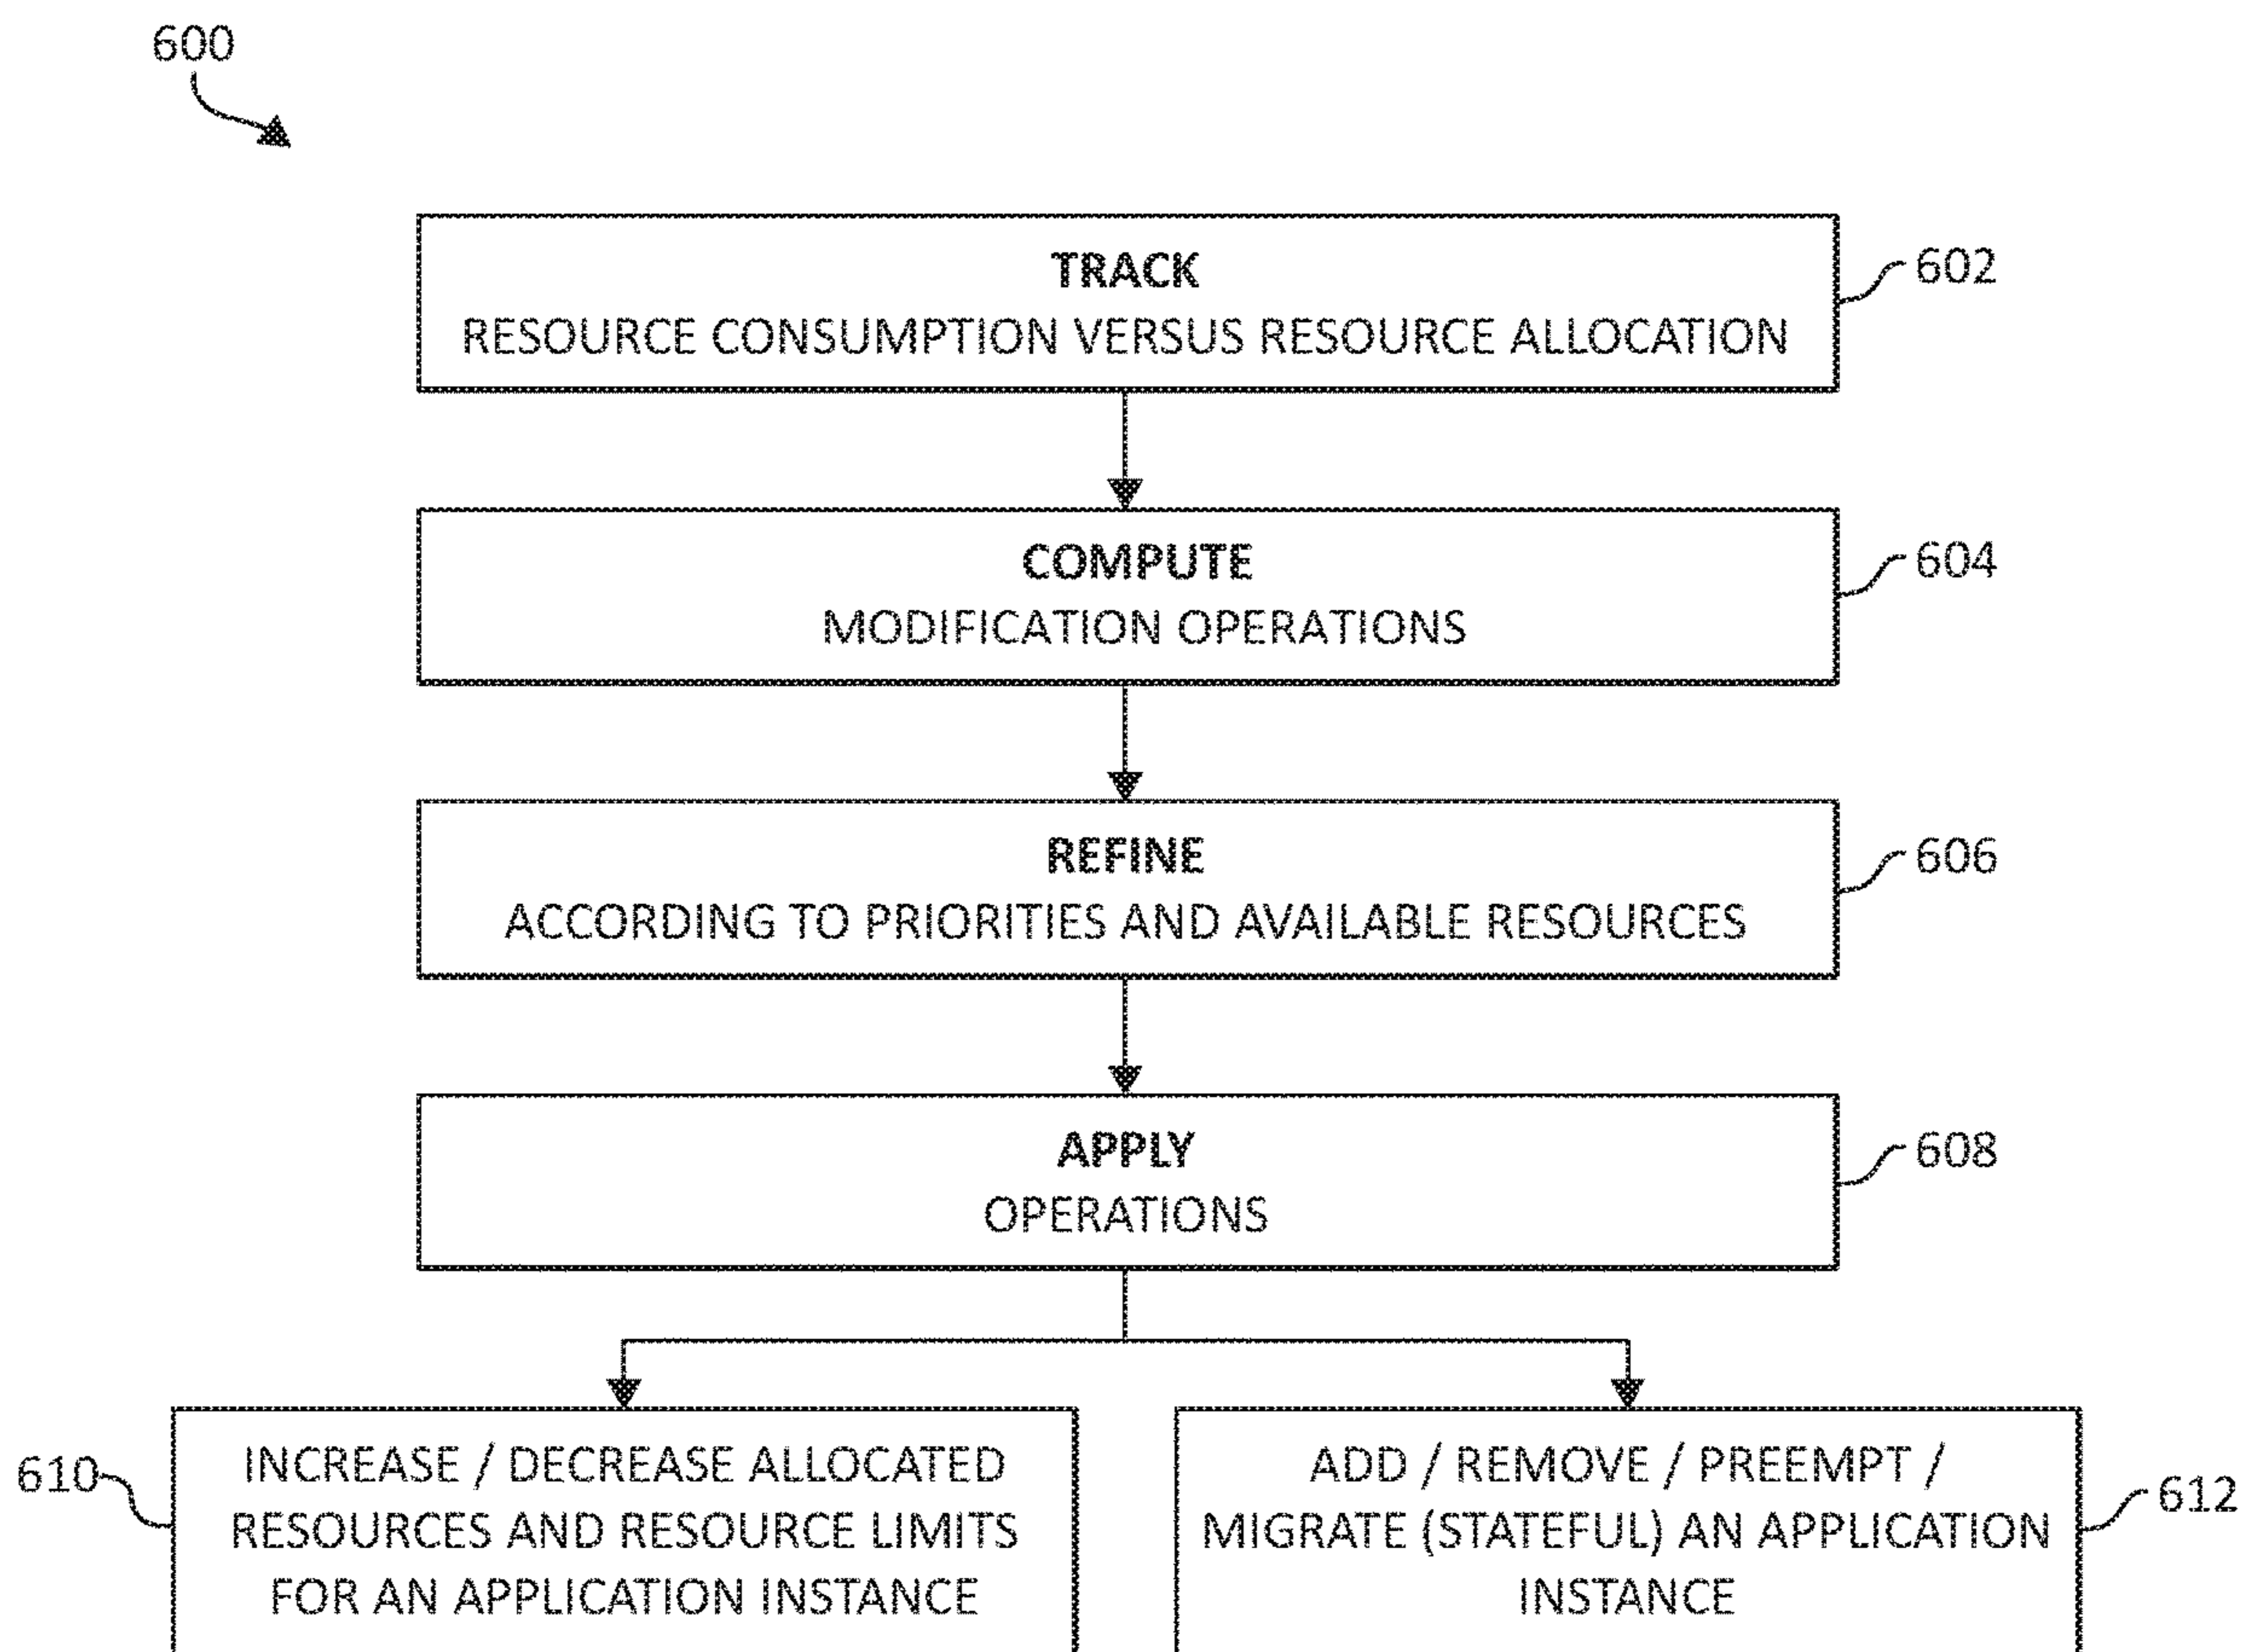 600
TRACK
RESOURCE CONSUMPTION VERSUS RESOURCE ALLOCATION
602
COMPUTE
MODIFICATION OPERATIONS
604
REFINE
ACCORDING TO PRIORITIES AND AVAILABLE RESOURCES
606
APPLY
OPERATIONS
608
610
INCREASE / DECREASE ALLOCATED
RESOURCES AND RESOURCE LIMITS
FOR AN APPLICATION INSTANCE
ADD / REMOVE / PREEMPT /
MIGRATE (STATEFUL) AN APPLICATION
INSTANCE
612